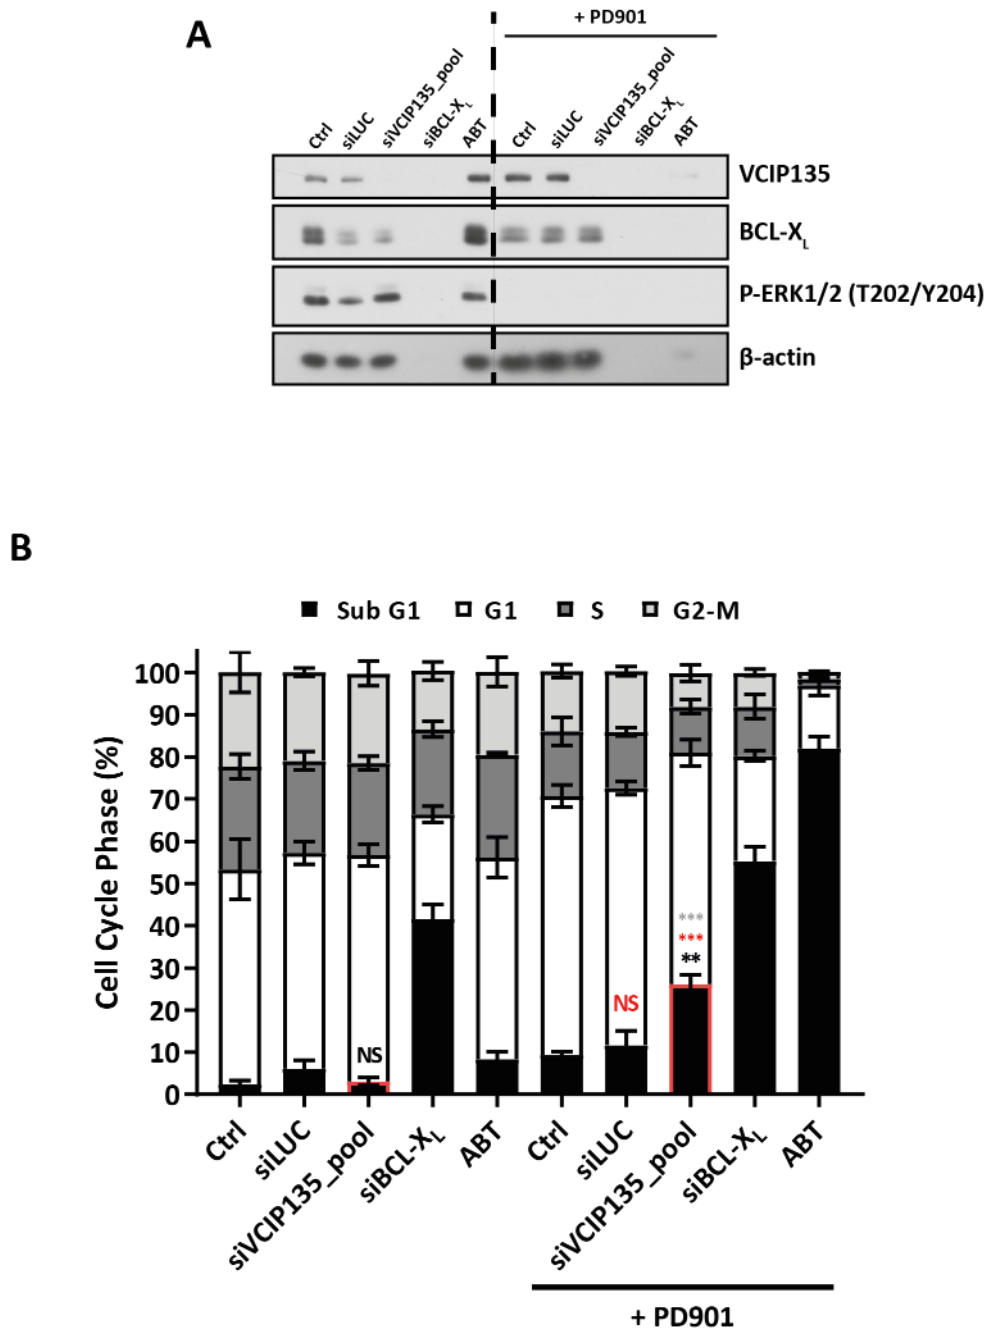 A
+ PD901
Ctrl
siLUC
siVCIP135_pool
siBCL-XL
ABT
Ctrl
siLUC
siVCIP135_pool
siBCL-XL
ABT
VCIP135
BCL-XL
P-ERK1/2 (T202/Y204)
β-actin
B
Sub G1 G1 S G2-M
Cell Cycle Phase (%)
100
90
80
70
60
50
40
30
20
10
0
NS
NS
***
***
**
Ctrl
siLUC
siVCIP135_pool
siBCL-XL
ABT
Ctrl
siLUC
siVCIP135_pool
siBCL-XL
ABT
+ PD901